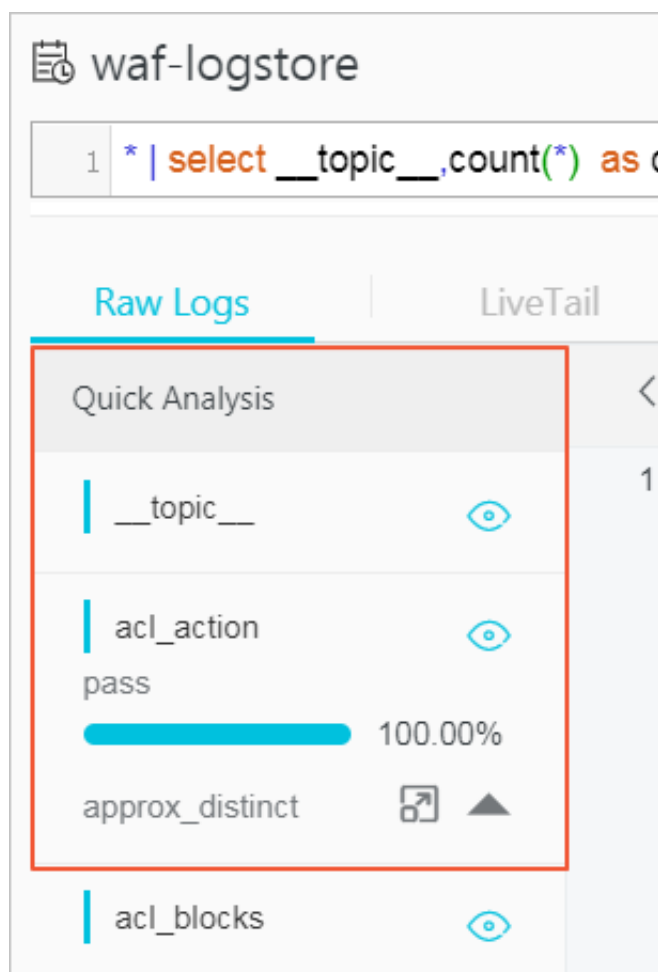 waf-logstore
1 * | select __topic__,count(*) as c
Raw Logs LiveTail
Quick Analysis
1
__topic__
acl_action
pass
100.00%
approx_distinct
acl_blocks